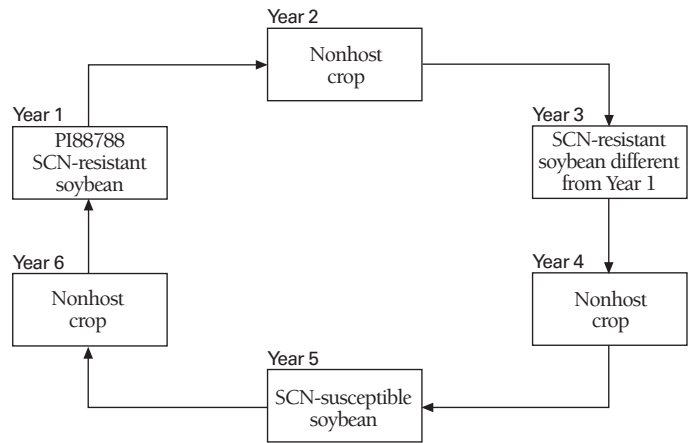 Year 1
PI88788
SCN-resistant
soybean
Year 2
Nonhost
crop
Year 3
SCN-resistant
soybean different
from Year 1
Year 4
Nonhost
crop
Year 5
SCN-susceptible
soybean
Year 6
Nonhost
crop